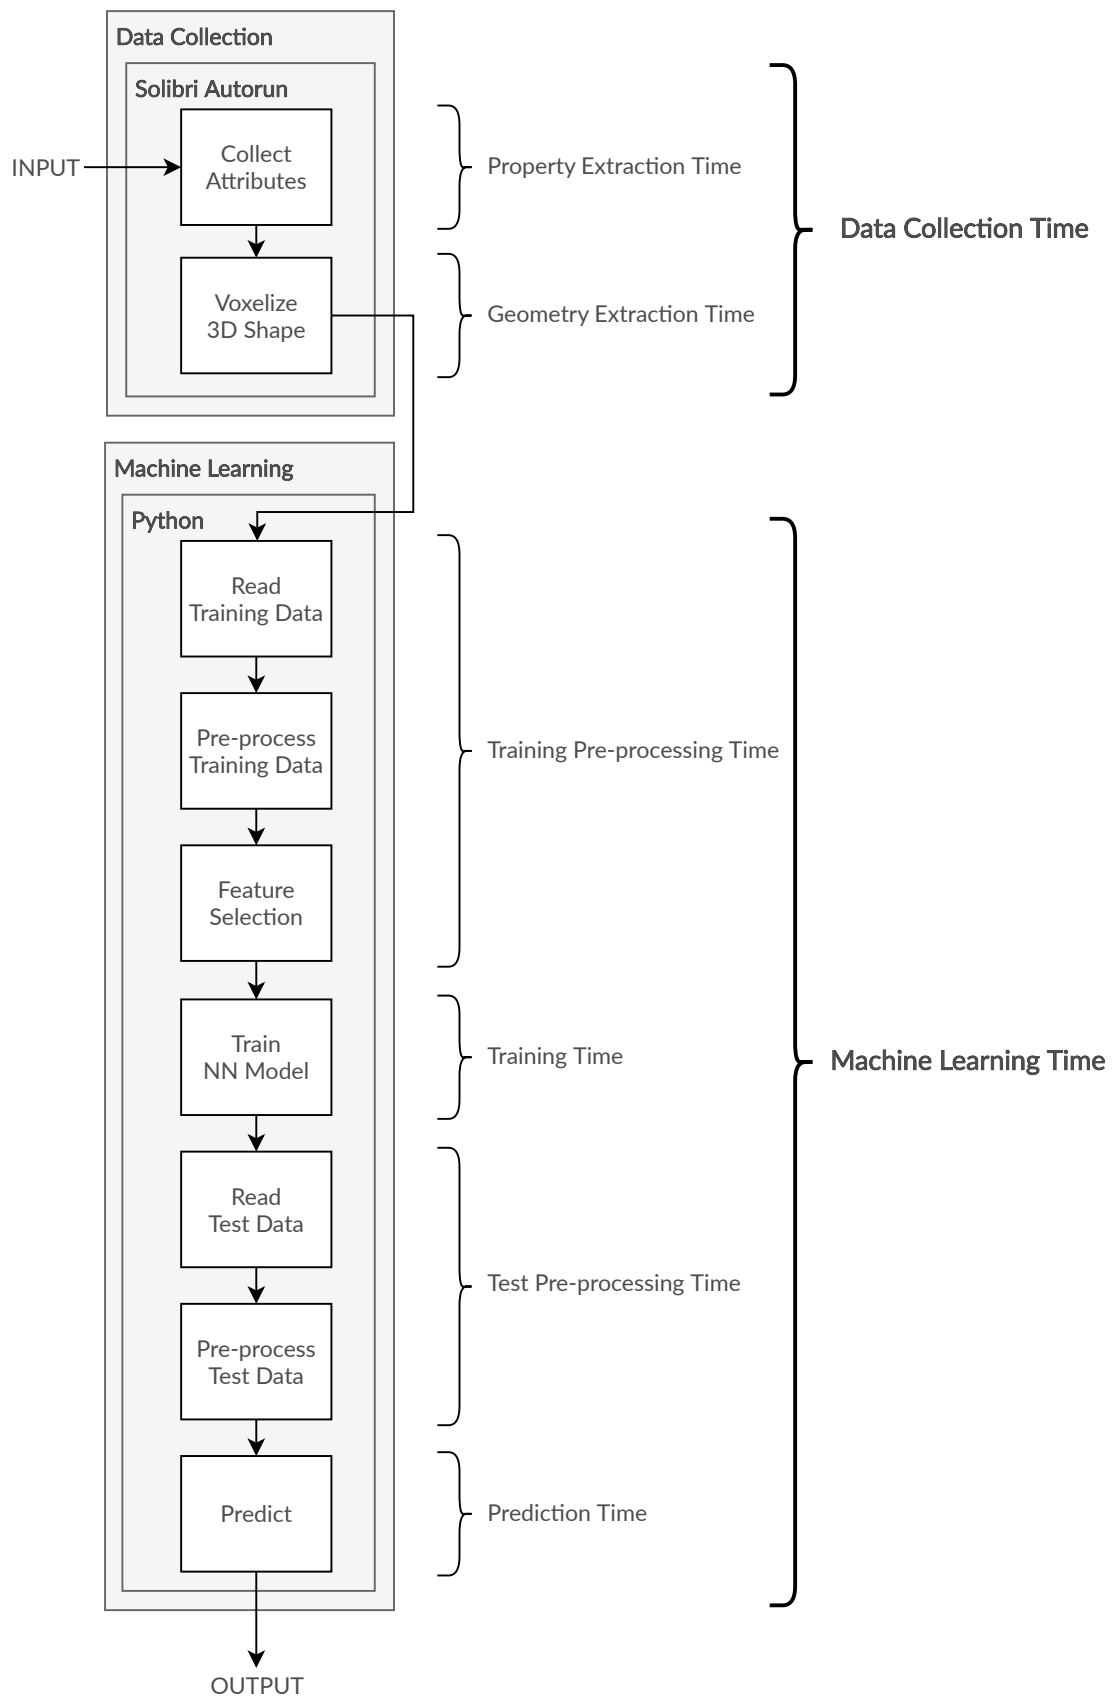 Data Collection
Solibri Autorun
INPUT
Collect
Attributes
Property Extraction Time
Data Collection Time
Voxelize
3D Shape
Geometry Extraction Time
Machine Learning
Python
Read
Training Data
Pre-process
Training Data
Training Pre-processing Time
Feature
Selection
Train
NN Model
Training Time
Machine Learning Time
Read
Test Data
Test Pre-processing Time
Pre-process
Test Data
Predict
Prediction Time
OUTPUT